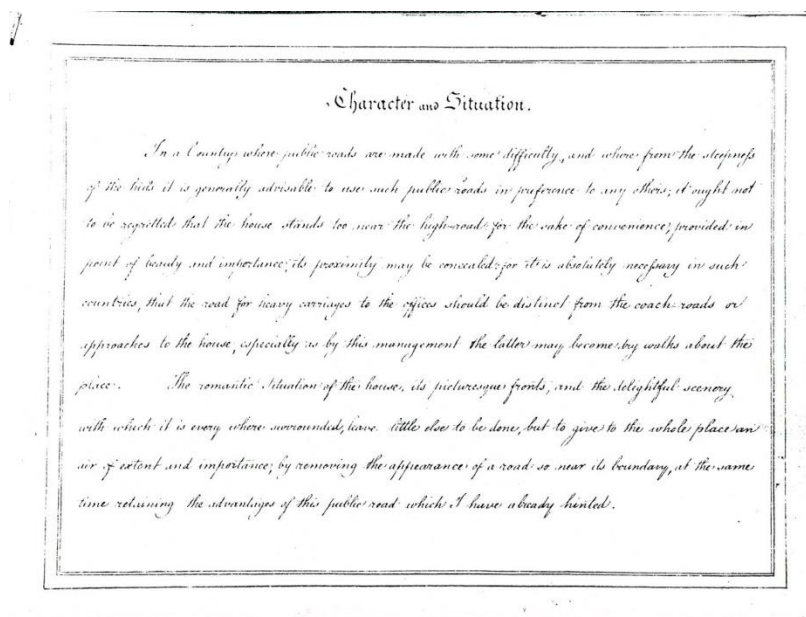 Character and Situation.
In a Country where public roads are made with some difficulty, and where from the steepness
of the hills it is generally advisable to use such public roads in preference to any others; it ought not
to be regretted that the house stands too near the high-road for the sake of convenience, provided in
point of beauty and importance, its proximity may be concealed; for it is absolutely necessary in such
countries, that the road for heavy carriages to the offices should be distinct from the coach-roads or
approaches to the house, especially as by this management the latter may become dry walks about the
place. The romantic situation of the house, its picturesque fronts, and the delightful scenery
with which it is every where surrounded, leave little else to be done, but to give to the whole place an
air of extent and importance, by removing the appearance of a road so near its boundary, at the same
time retaining the advantages of this public road which I have already hinted.